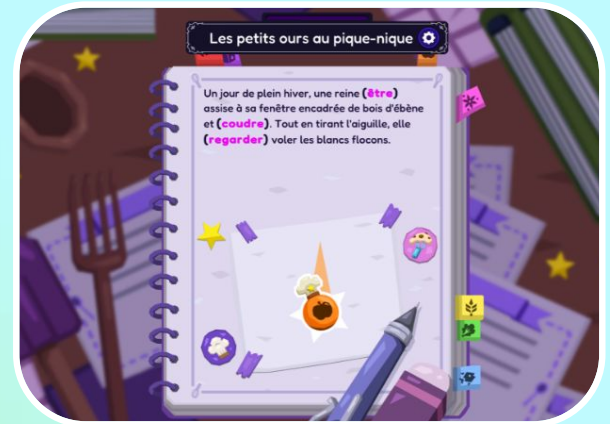 Les petits ours au pique-nique
Un jour de plein hiver, une reine (être)
assise à sa fenêtre encadrée de bois d'ébène
et (coudre). Tout en tirant l'aiguille, elle
(regarder) voler les blancs flocons.